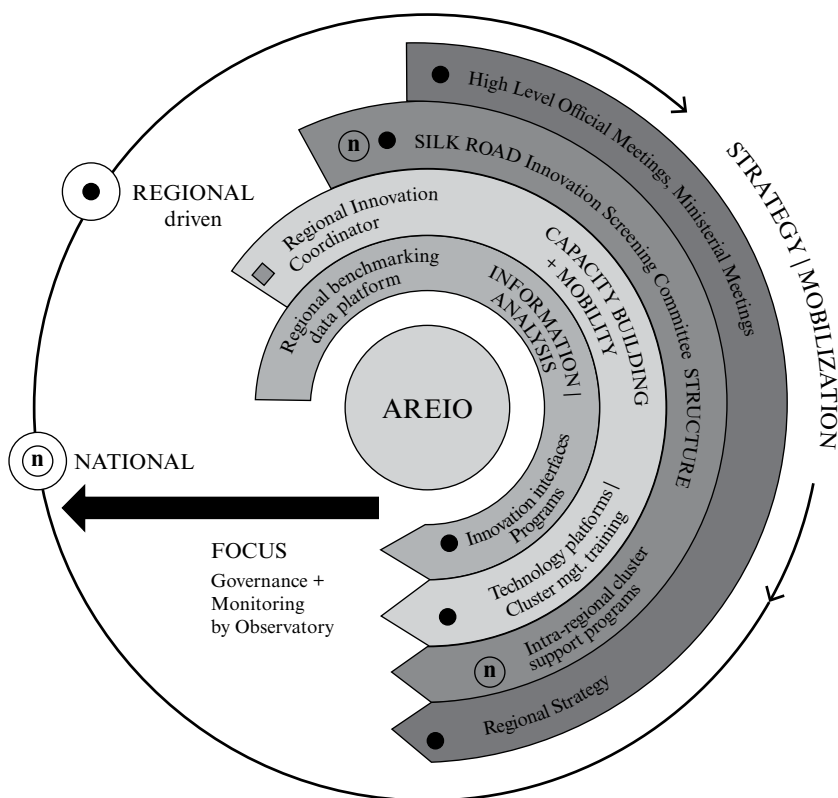 High Level Official Meetings, Ministerial Meetings
STRATEGY | MOBILIZATION
n
SILK ROAD Innovation Screening Committee STRUCTURE
REGIONAL
driven
Regional Innovation
Coordinator
CAPACITY BUILDING
+ MOBILITY
Regional benchmarking
data platform
INFORMATION |
ANALYSIS
AREIO
n
NATIONAL
FOCUS
Governance +
Monitoring
by Observatory
Innovation interfaces
Programs
Technology platforms |
Cluster mgt. training
Intra-regional cluster
support programs
n
Regional Strategy